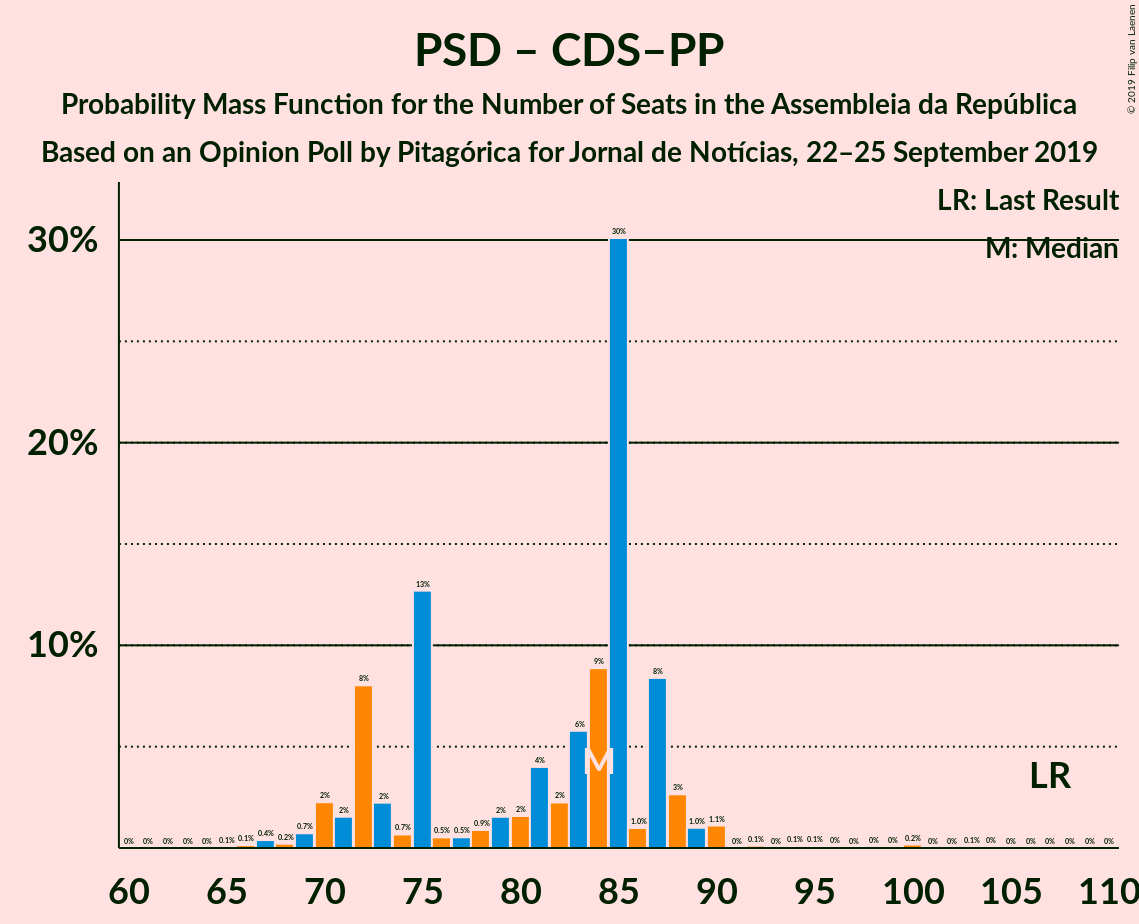 PSD – CDS–PP
Probability Mass Function for the Number of Seats in the Assembleia da República
Based on an Opinion Poll by Pitagórica for Jornal de Notícias, 22–25 September 2019
© 2019 Filip van Laenen
LR: Last Result
M: Median
30%
20%
10%
0% 0% 0% 0% 0% 0.1% 0.1% 0.4% 0.2% 0.7% 2% 2% 8% 2% 0.7% 13% 0.5% 0.5% 0.9% 2% 2% 4% 2% 6% 9% 30% 1.0% 8% 3% 1.0% 1.1% 0% 0.1% 0% 0.1% 0.1% 0% 0% 0% 0% 0.2% 0% 0% 0.1% 0% 0% 0% 0% 0% 0% 0%
M
LR
60 65 70 75 80 85 90 95 100 105 110